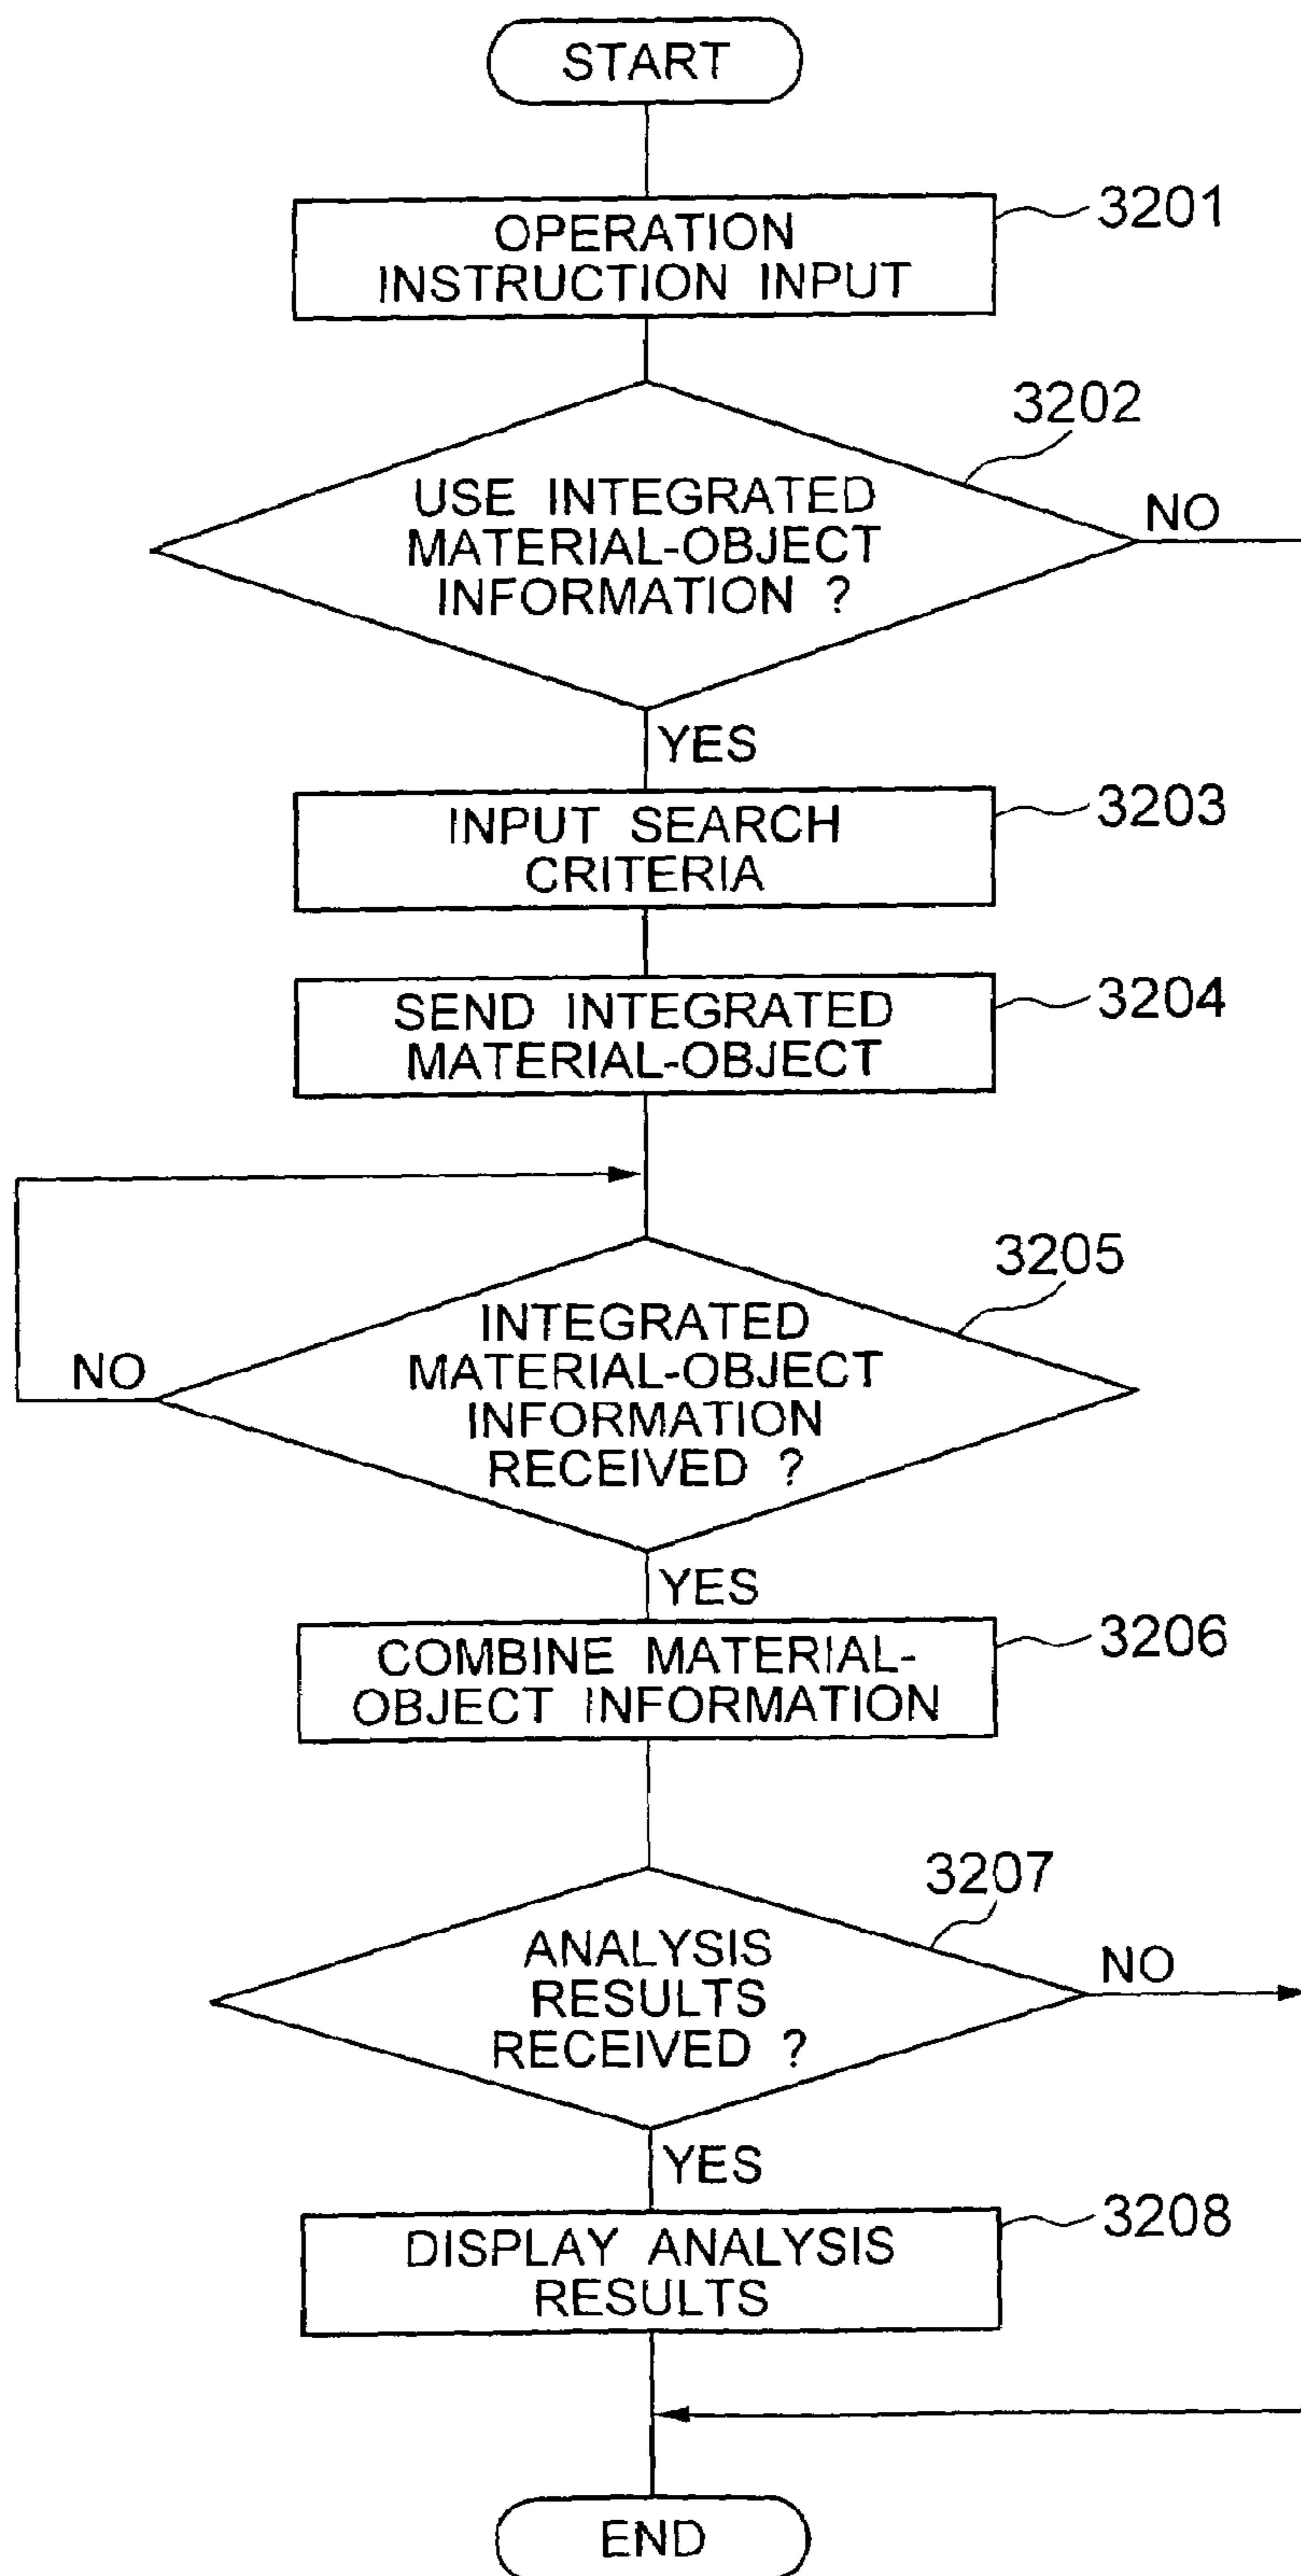 START
OPERATION
INSTRUCTION INPUT
3201
USE INTEGRATED
MATERIAL-OBJECT
INFORMATION ?
3202
NO
YES
INPUT SEARCH
CRITERIA
3203
SEND INTEGRATED
MATERIAL-OBJECT
3204
INTEGRATED
MATERIAL-OBJECT
INFORMATION
RECEIVED ?
3205
NO
YES
COMBINE MATERIAL-
OBJECT INFORMATION
3206
ANALYSIS
RESULTS
RECEIVED ?
3207
NO
YES
DISPLAY ANALYSIS
RESULTS
3208
END